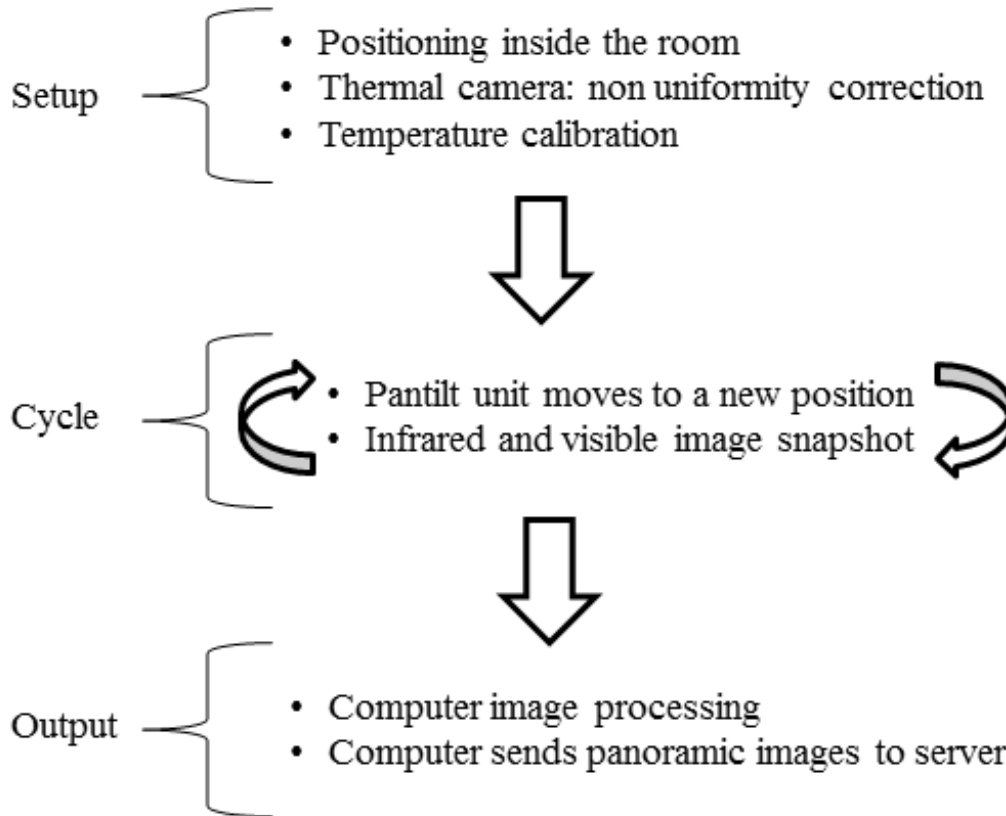 Setup
• Positioning inside the room
• Thermal camera: non uniformity correction
• Temperature calibration
Cycle
• Pantilt unit moves to a new position
• Infrared and visible image snapshot
Output
• Computer image processing
• Computer sends panoramic images to server